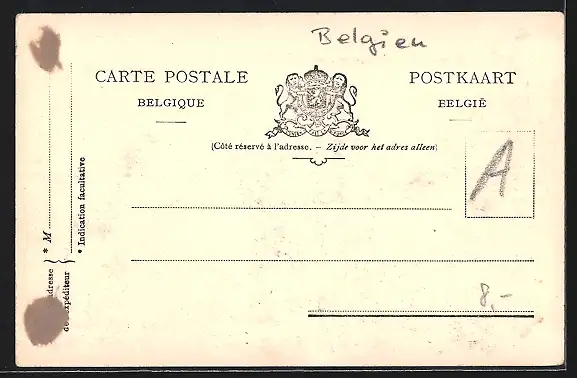 Belgien
CARTE POSTALE
BELGIQUE
POSTKAART
BELGIË
(Côté réservé à l'adresse. – Zijde voor het adres alleen)
A
8,-
* M
adresse
de l'expéditeur
* Indication facultative